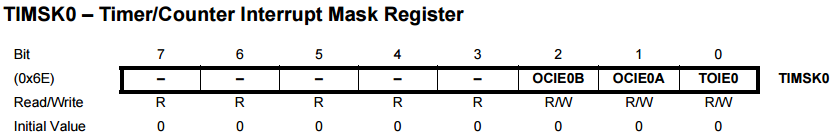 TIMSK0 – Timer/Counter Interrupt Mask Register
Bit 7 6 5 4 3 2 1 0
(0x6E) – – – – – OCIE0B OCIE0A TOIE0 TIMSK0
Read/Write R R R R R R/W R/W R/W
Initial Value 0 0 0 0 0 0 0 0